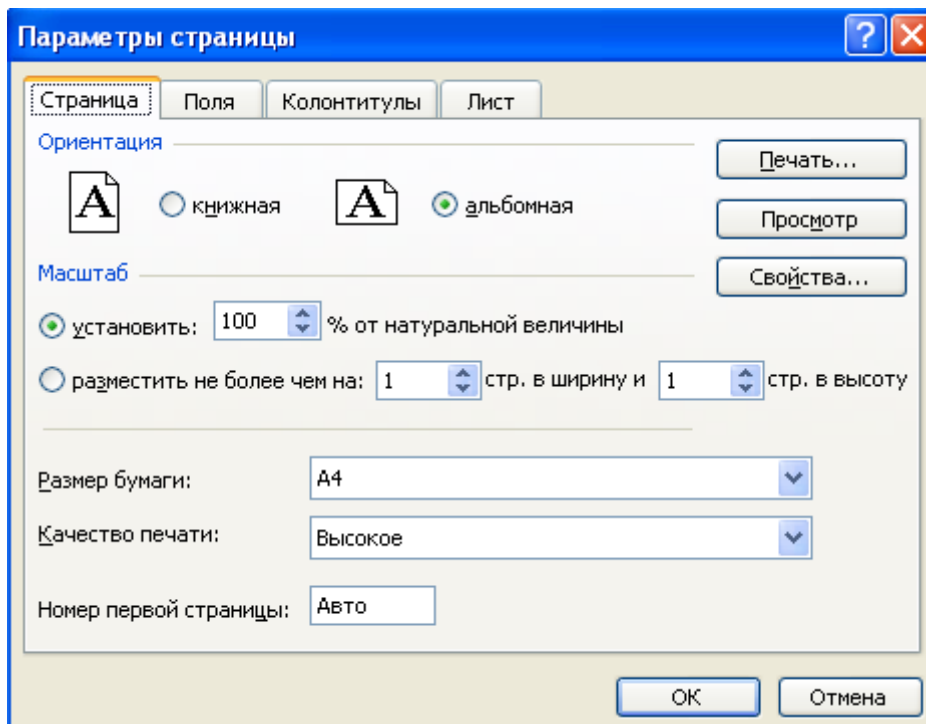 Параметры страницы
Страница Поля Колонтитулы Лист
Ориентация
Печать...
A книжная A альбомная
Просмотр
Масштаб
Свойства...
установить: 100 % от натуральной величины
разместить не более чем на: 1 стр. в ширину и 1 стр. в высоту
Размер бумаги: A4
Качество печати: Высокое
Номер первой страницы: Авто
ОК Отмена